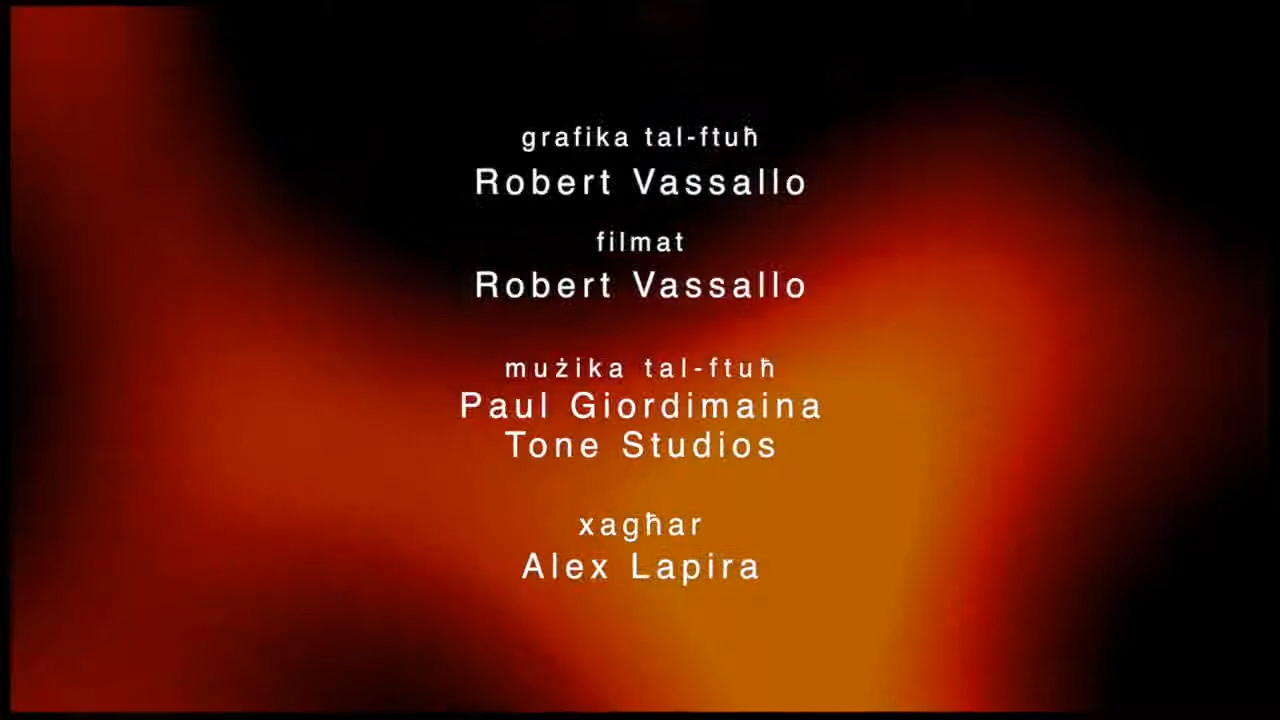 grafika tal-ftuħ
Robert Vassallo
filmat
Robert Vassallo
mużika tal-ftuħ
Paul Giordimaina
Tone Studios
xagħar
Alex Lapira